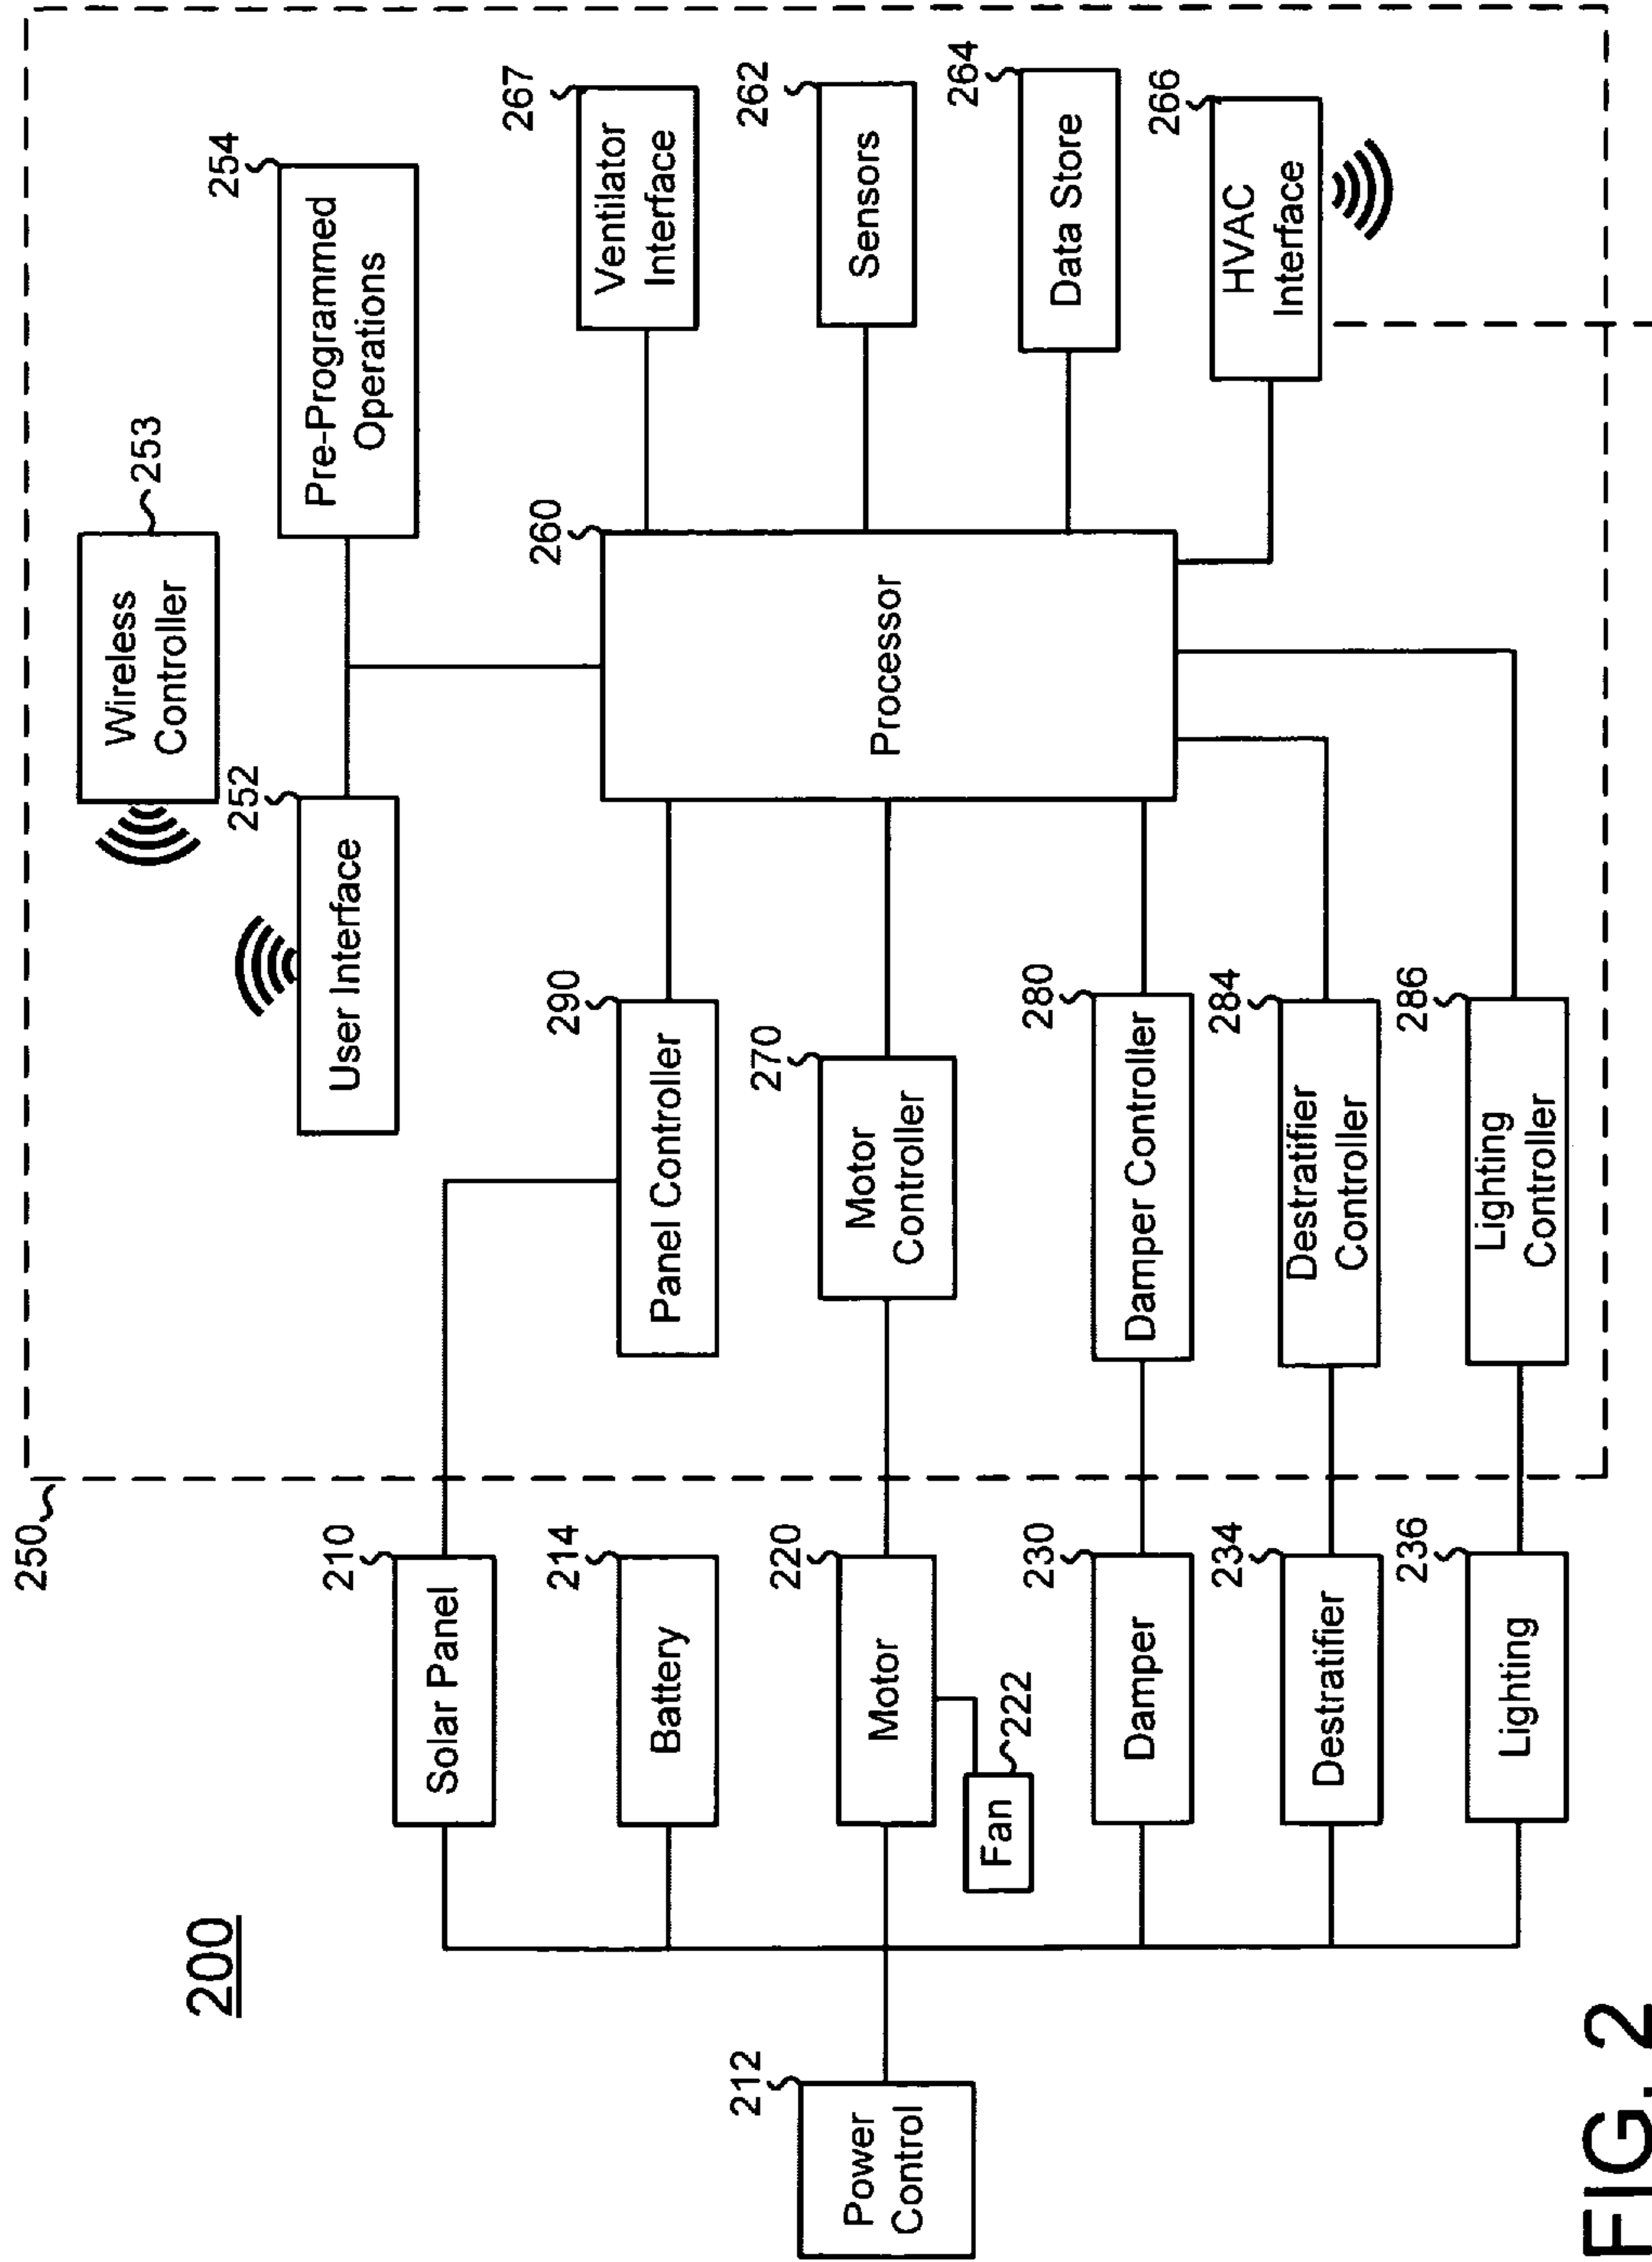 200
250
Wireless
Controller
253
252
User Interface
254
Pre-Programmed
Operations
210
Solar Panel
290
Panel Controller
260
Processor
267
Ventilator
Interface
214
Battery
262
Sensors
212
Power
Control
220
Motor
222
Fan
270
Motor
Controller
264
Data Store
230
Damper
280
Damper Controller
266
HVAC
Interface
234
Destratifier
284
Destratifier
Controller
236
Lighting
286
Lighting
Controller
FIG. 2